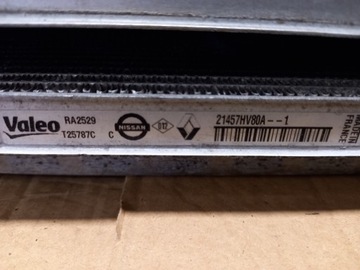 Valeo
RA2529
T25787C C
NISSAN
21457HV80A--1
MADE IN
FRANCE